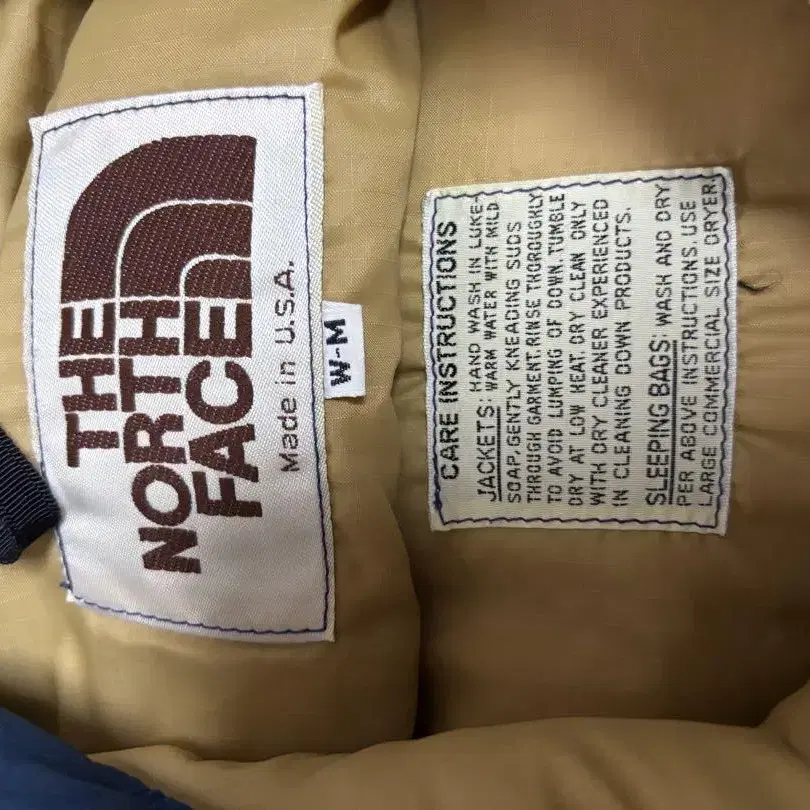 THE
NORTH
FACE
Made in U.S.A.
W-M
CARE INSTRUCTIONS
JACKETS: HAND WASH IN LUKE-
WARM WATER WITH MILD
SOAP, GENTLY KNEADING SUDS
THROUGH GARMENT. RINSE THOROUGHLY
TO AVOID LUMPING OF DOWN, TUMBLE
DRY AT LOW HEAT. DRY CLEAN ONLY
WITH DRY CLEANER EXPERIENCED
IN CLEANING DOWN PRODUCTS.
SLEEPING BAGS: WASH AND DRY
PER ABOVE INSTRUCTIONS. USE
LARGE COMMERCIAL SIZE DRYER.